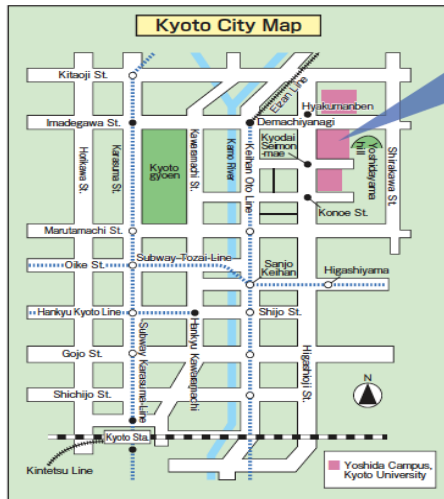 Kyoto City Map
Kitaoji St.
Elzan Line
Hyakumanben
Imadegawa St.
Demachiyanagi
Horikawa St.
Karasuna St.
Kyoto
gyoen
Kawaramachi St.
Kamo River
Keihan Oto Line
Kyodai
Seimon
-mae
Yoshidayama
hill
Shirakawa St.
Konoe St.
Marutamachi St.
Subway Tozai-Line
Oike St.
Sanjo
Keihan
Higashiyama
Hankyu Kyoto Line
Shijo St.
Subway Karasuma-Line
Hankyu Kawaramachi
Higashioji St.
Gojo St.
N
Shichijo St.
Kyoto Sta.
Kintetsu Line
Yoshida Campus,
Kyoto University